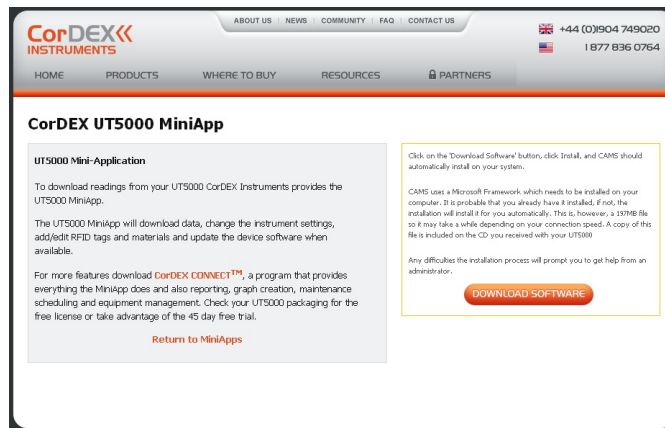 ABOUT US | NEWS | COMMUNITY | FAQ | CONTACT US
CorDEX
INSTRUMENTS
+44 (0)1904 749020
1 877 836 0764
HOME PRODUCTS WHERE TO BUY RESOURCES PARTNERS
CorDEX UT5000 MiniApp
UT5000 Mini-Application
To download readings from your UT5000 CorDEX Instruments provides the
UT5000 MiniApp.
The UT5000 MiniApp will download data, change the instrument settings,
add/edit RFID tags and materials and update the device software when
available.
For more features download CorDEX CONNECT™, a program that provides
everything the MiniApp does and also reporting, graph creation, maintenance
scheduling and equipment management. Check your UT5000 packaging for the
free license or take advantage of the 45 day free trial.
Return to MiniApps
Click on the 'Download Software' button, click Install, and CAMS should
automatically install on your system.
CAMS uses a Microsoft Framework which needs to be installed on your
computer. It is probable that you already have it installed, if not, the
installation will install it for you automatically. This is, however, a 197MB file
so it may take a while depending on your connection speed. A copy of this
file is included on the CD you received with your UT5000
Any difficulties the installation process will prompt you to get help from an
administrator.
DOWNLOAD SOFTWARE